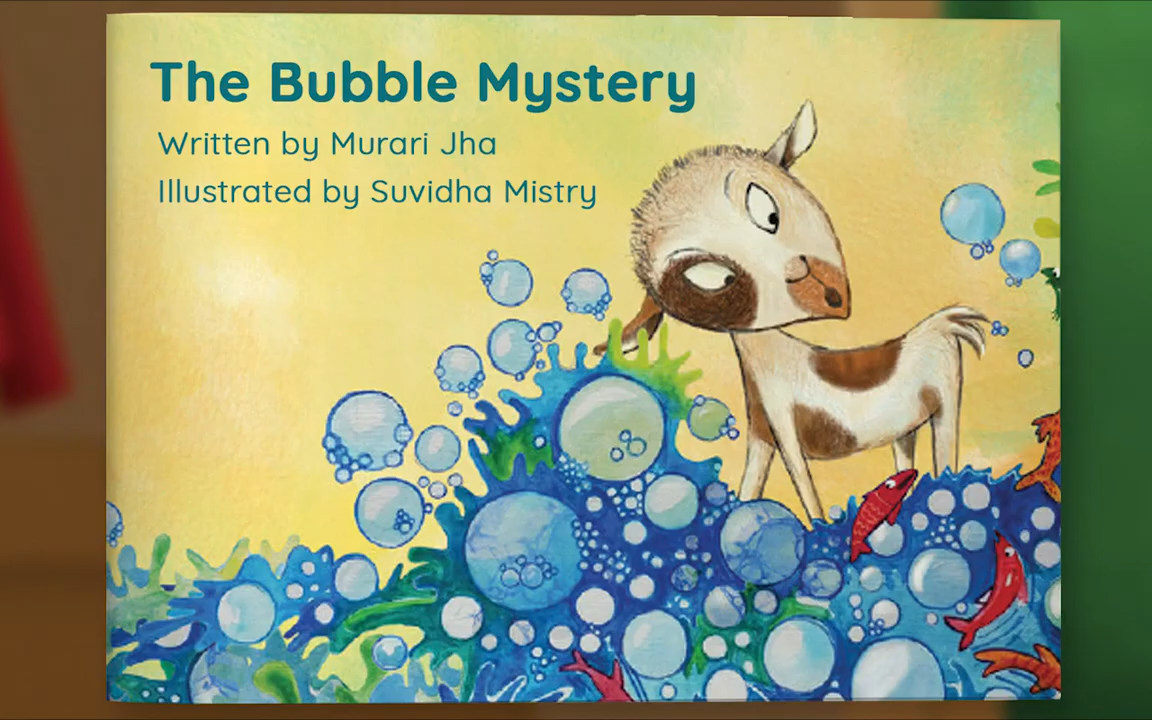 The Bubble Mystery
Written by Murari Jha
Illustrated by Suvidha Mistry